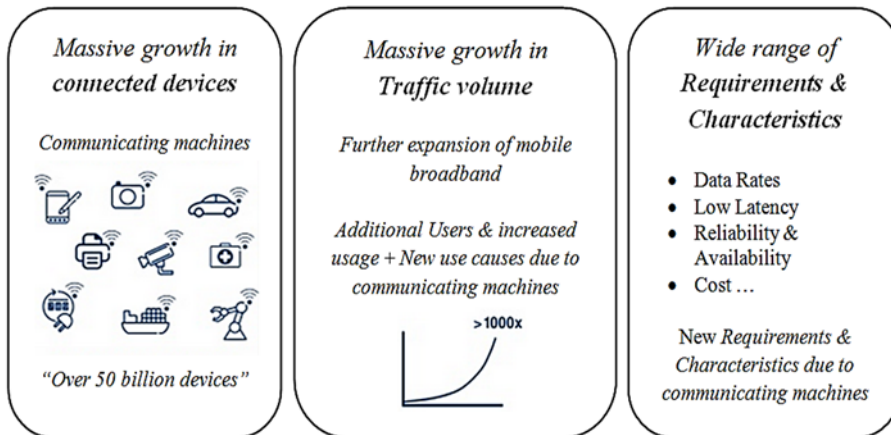 Massive growth in
connected devices
Communicating machines
“Over 50 billion devices”
Massive growth in
Traffic volume
Further expansion of mobile
broadband
Additional Users & increased
usage + New use causes due to
communicating machines
>1000x
Wide range of
Requirements &
Characteristics
• Data Rates
• Low Latency
• Reliability &
Availability
• Cost ...
New Requirements &
Characteristics due to
communicating machines